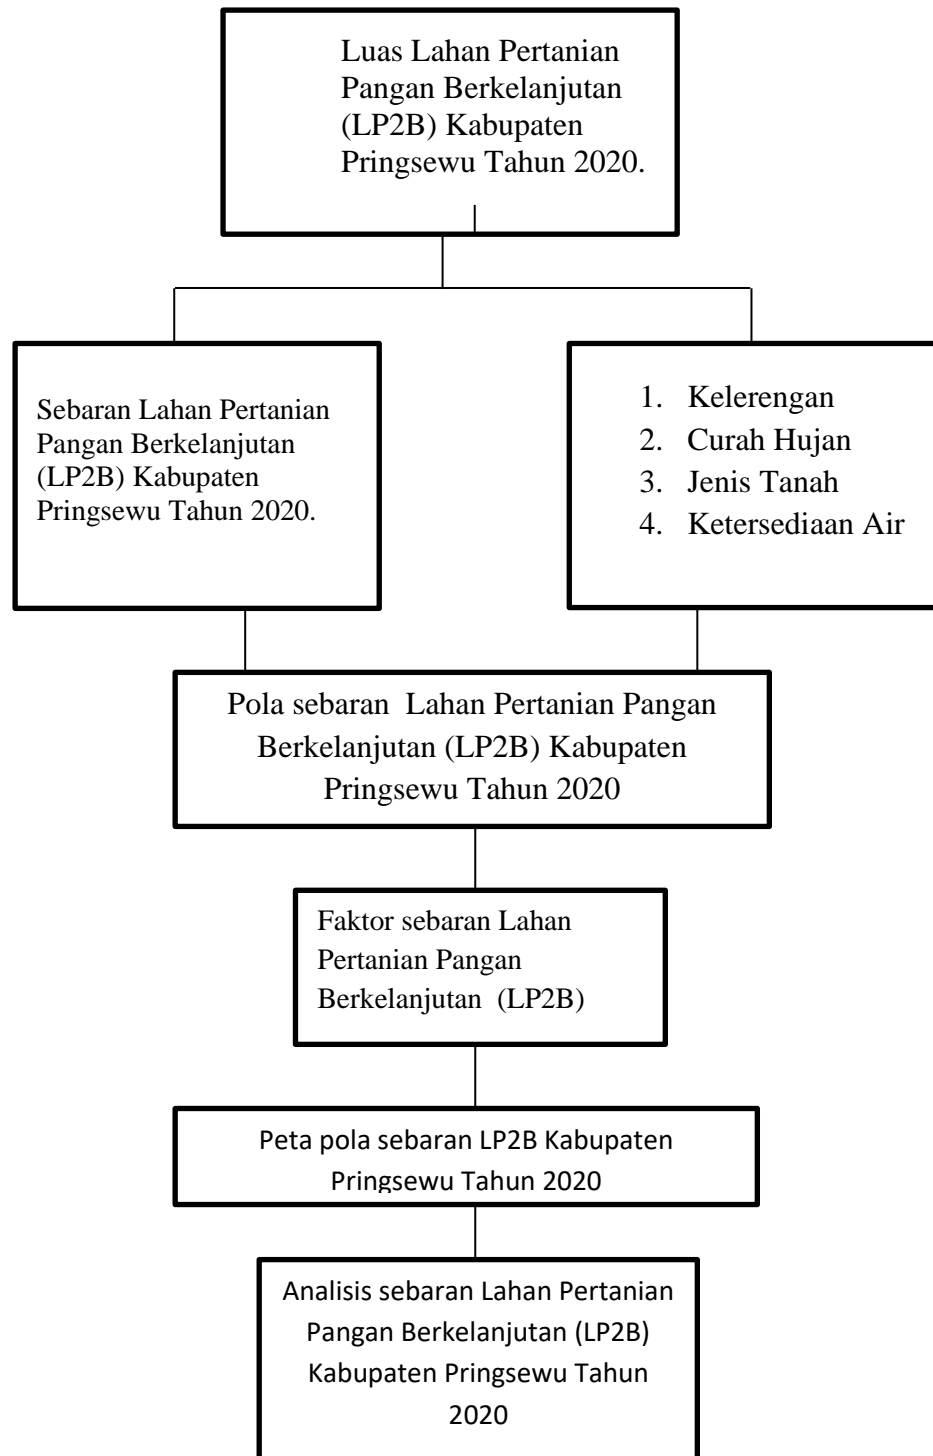 Luas Lahan Pertanian
Pangan Berkelanjutan
(LP2B) Kabupaten
Pringsewu Tahun 2020.
Sebaran Lahan Pertanian
Pangan Berkelanjutan
(LP2B) Kabupaten
Pringsewu Tahun 2020.
1. Kelerengan
2. Curah Hujan
3. Jenis Tanah
4. Ketersediaan Air
Pola sebaran Lahan Pertanian Pangan
Berkelanjutan (LP2B) Kabupaten
Pringsewu Tahun 2020
Faktor sebaran Lahan
Pertanian Pangan
Berkelanjutan (LP2B)
Peta pola sebaran LP2B Kabupaten
Pringsewu Tahun 2020
Analisis sebaran Lahan Pertanian
Pangan Berkelanjutan (LP2B)
Kabupaten Pringsewu Tahun
2020